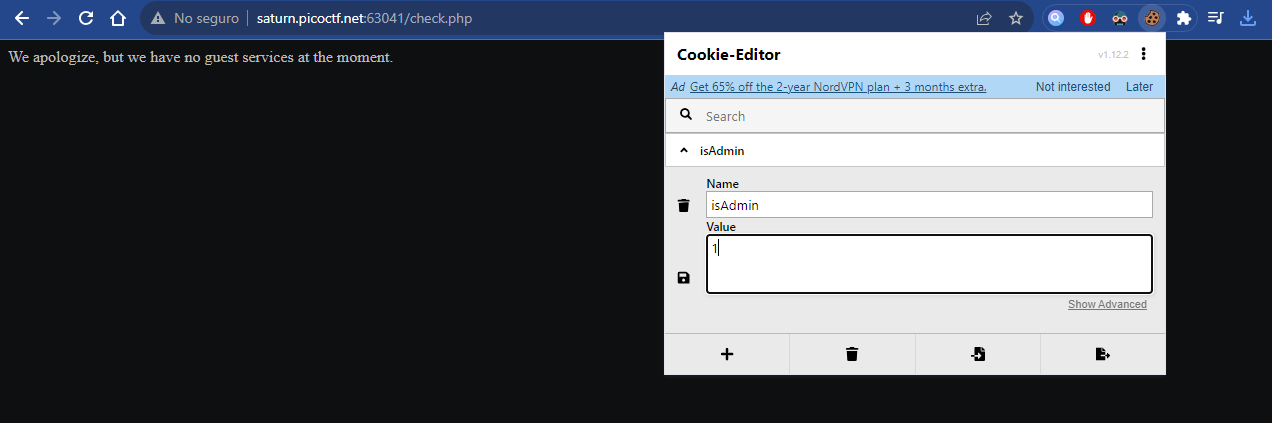 No seguro saturn.picoctf.net:63041/check.php
We apologize, but we have no guest services at the moment.
Cookie-Editor v1.12.2
Ad Get 65% off the 2-year NordVPN plan + 3 months extra. Not interested Later
Search
isAdmin
Name
isAdmin
Value
1
Show Advanced